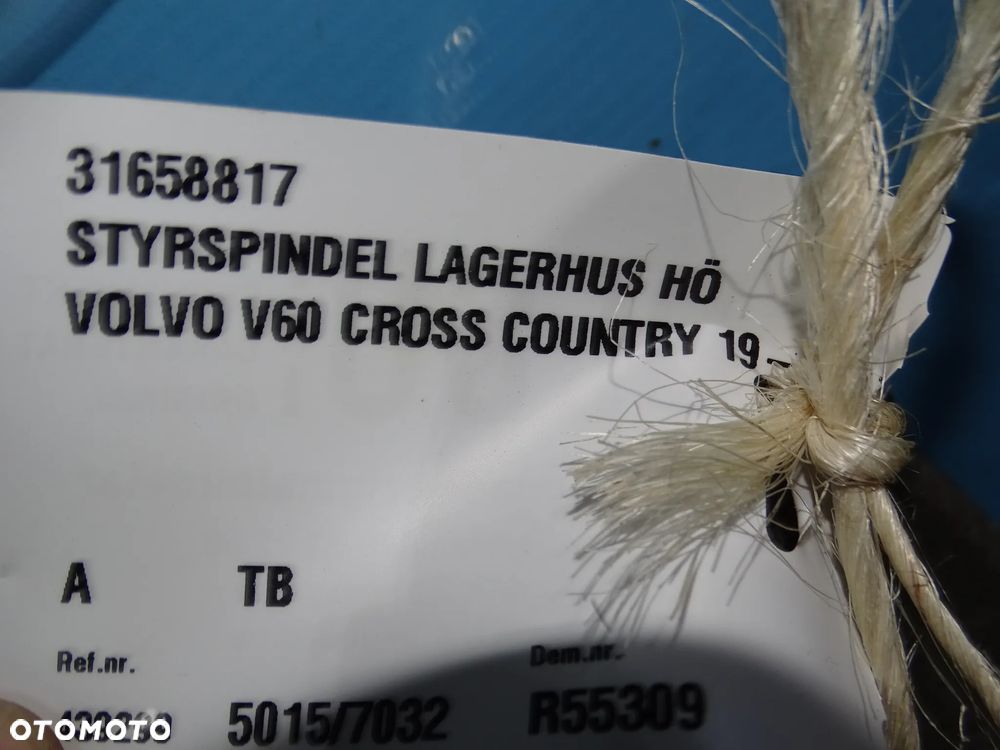 31658817
STYRSPINDEL LAGERHUS HÖ
VOLVO V60 CROSS COUNTRY 19-
A TB
Ref.nr. Dem.nr.
5015/7032 R55309
OTOMOTO